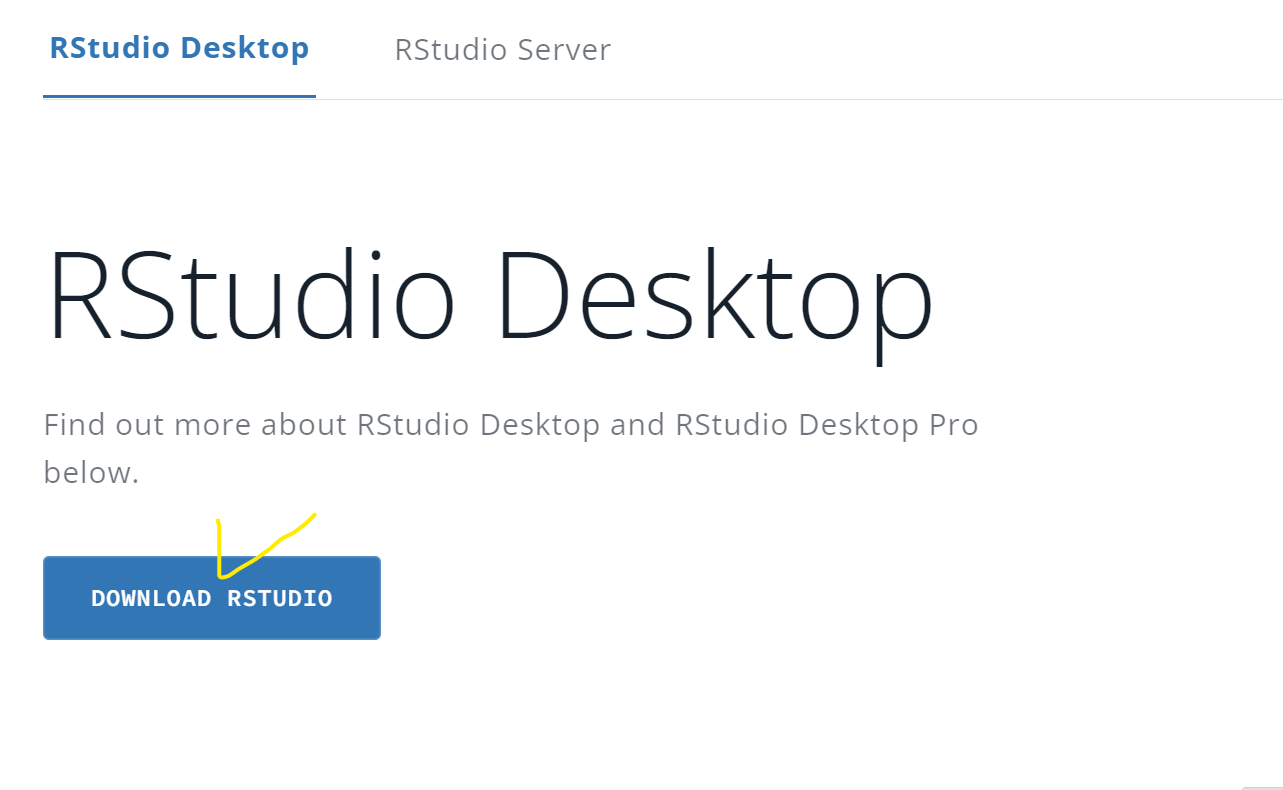 RStudio Desktop
RStudio Server
RStudio Desktop
Find out more about RStudio Desktop and RStudio Desktop Pro
below.
DOWNLOAD RSTUDIO